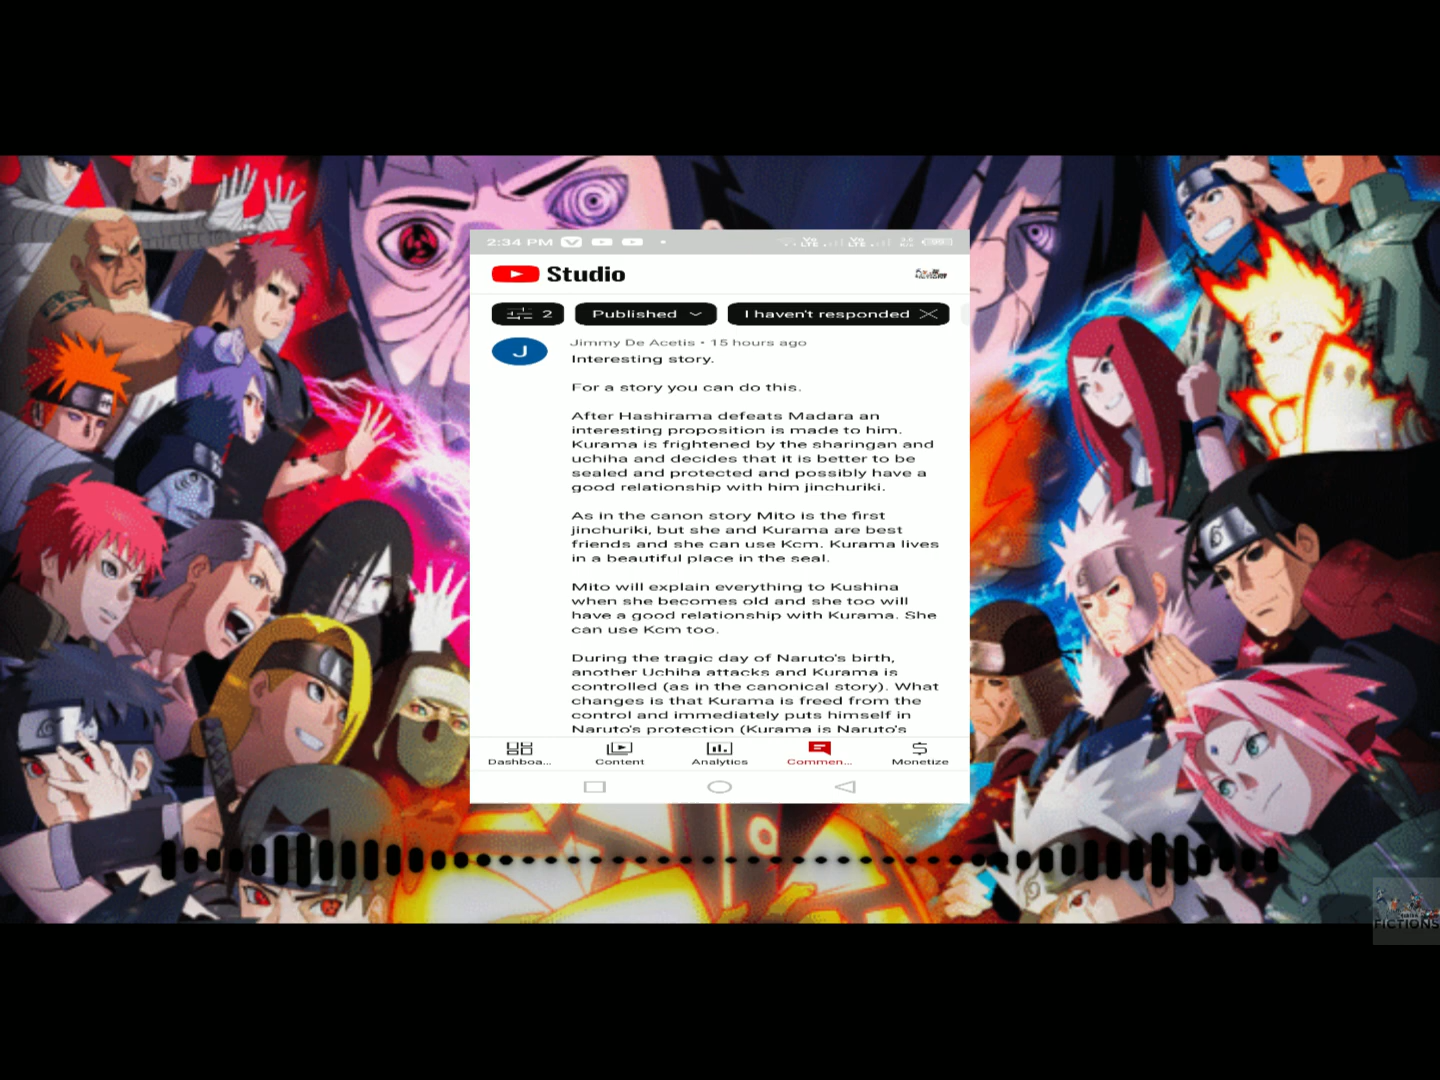 2:34 PM
Studio
2
Published
I haven't responded
J
Jimmy De Acetis • 15 hours ago
Interesting story.
For a story you can do this.
After Hashirama defeats Madara an
interesting proposition is made to him.
Kurama is frightened by the sharingan and
uchiha and decides that it is better to be
sealed and protected and possibly have a
good relationship with him jinchuriki.
As in the canon story Mito is the first
jinchuriki, but she and Kurama are best
friends and she can use Kcm. Kurama lives
in a beautiful place in the seal.
Mito will explain everything to Kushina
when she becomes old and she too will
have a good relationship with Kurama. She
can use Kcm too.
During the tragic day of Naruto's birth,
another Uchiha attacks and Kurama is
controlled (as in the canonical story). What
changes is that Kurama is freed from the
control and immediately puts himself in
Naruto's protection (Kurama is Naruto's
Dashboa...
Content
Analytics
Commen...
Monetize
FICTIONS